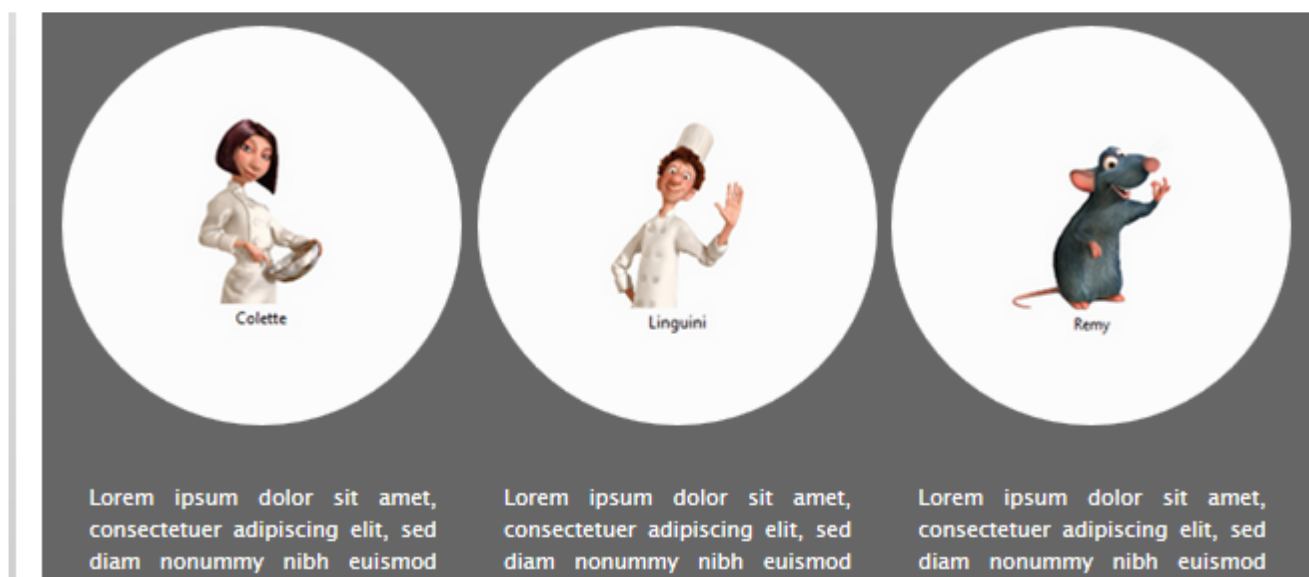 Colette
Linguini
Remy
Lorem ipsum dolor sit amet,
consectetuer adipiscing elit, sed
diam nonummy nibh euismod
Lorem ipsum dolor sit amet,
consectetuer adipiscing elit, sed
diam nonummy nibh euismod
Lorem ipsum dolor sit amet,
consectetuer adipiscing elit, sed
diam nonummy nibh euismod